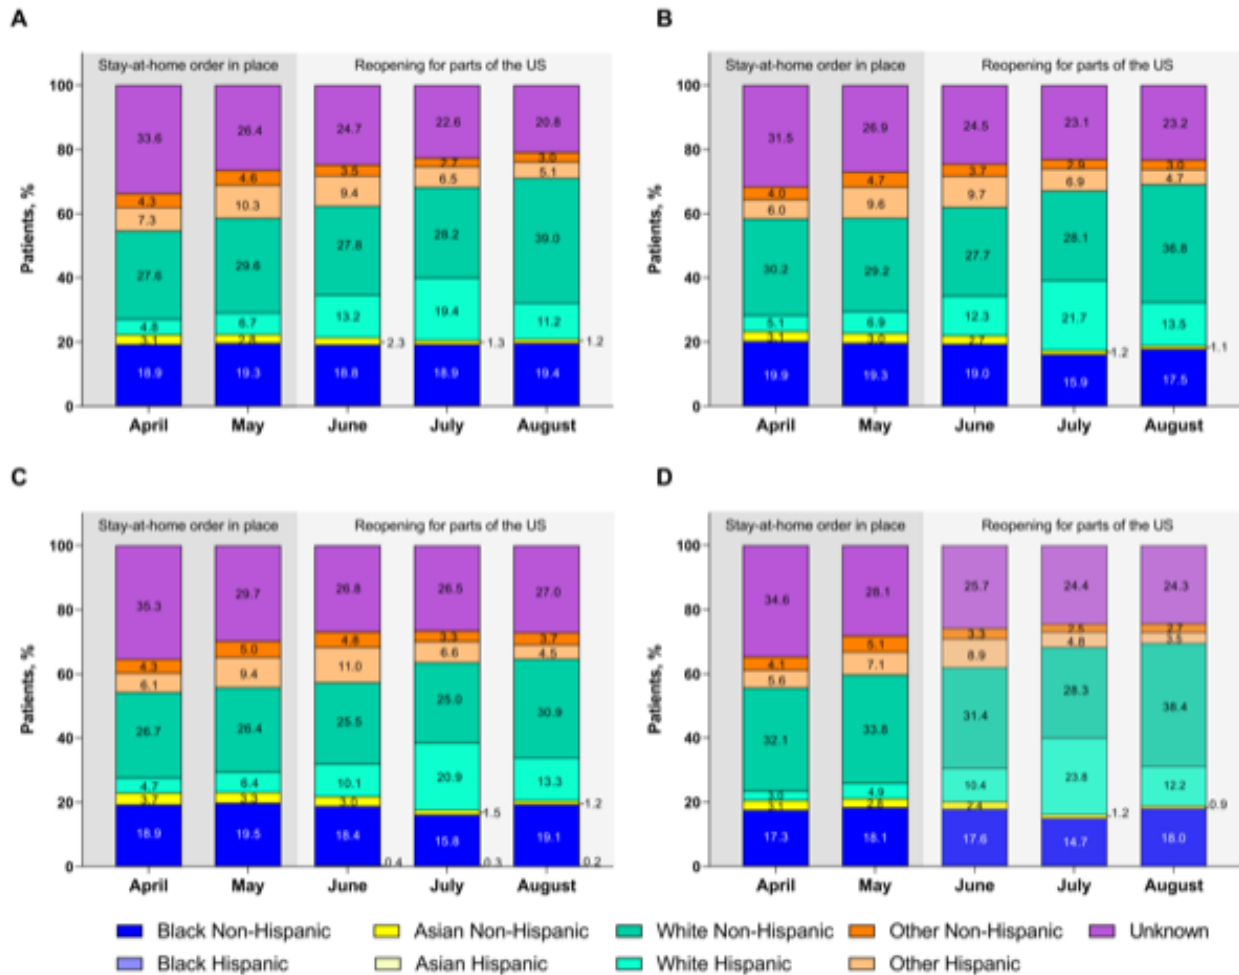 A
B
Stay-at-home order in place Reopening for parts of the US
Stay-at-home order in place Reopening for parts of the US
Patients, %
100
80
60
40
20
0
33.6 26.4 24.7 22.6 20.8
4.3 4.6 3.5 2.7 3.0
7.3 10.3 9.4 6.5 5.1
27.6 29.6 27.8 28.2 39.0
4.8 6.7 13.2 19.4 11.2
3.1 2.8 2.3 1.3 1.2
18.9 19.3 18.8 18.9 19.4
April May June July August
Patients, %
100
80
60
40
20
0
31.5 26.9 24.5 23.1 23.2
4.0 4.7 3.7 2.9 3.0
6.0 9.6 9.7 6.9 4.7
30.2 29.2 27.7 28.1 36.8
5.1 6.9 12.3 21.7 13.5
3.1 3.0 2.7 1.2 1.1
19.9 19.3 19.0 15.9 17.5
April May June July August
C
D
Stay-at-home order in place Reopening for parts of the US
Stay-at-home order in place Reopening for parts of the US
Patients, %
100
80
60
40
20
0
35.3 29.7 26.8 26.5 27.0
4.3 5.0 4.8 3.3 3.7
6.1 9.4 11.0 6.6 4.5
26.7 26.4 25.5 25.0 30.9
4.7 6.4 10.1 20.9 13.3
3.7 3.3 3.0 1.5 1.2
18.9 19.5 18.4 15.8 19.1
0.4 0.3 0.2
April May June July August
Patients, %
100
80
60
40
20
0
34.6 28.1 25.7 24.4 24.3
4.1 5.1 3.3 2.5 2.7
5.6 7.1 8.9 4.8 3.5
32.1 33.8 31.4 28.3 38.4
3.0 4.9 10.4 23.8 12.2
3.1 2.8 2.4 1.2 0.9
17.3 18.1 17.6 14.7 18.0
April May June July August
Black Non-Hispanic Asian Non-Hispanic White Non-Hispanic Other Non-Hispanic Unknown
Black Hispanic Asian Hispanic White Hispanic Other Hispanic